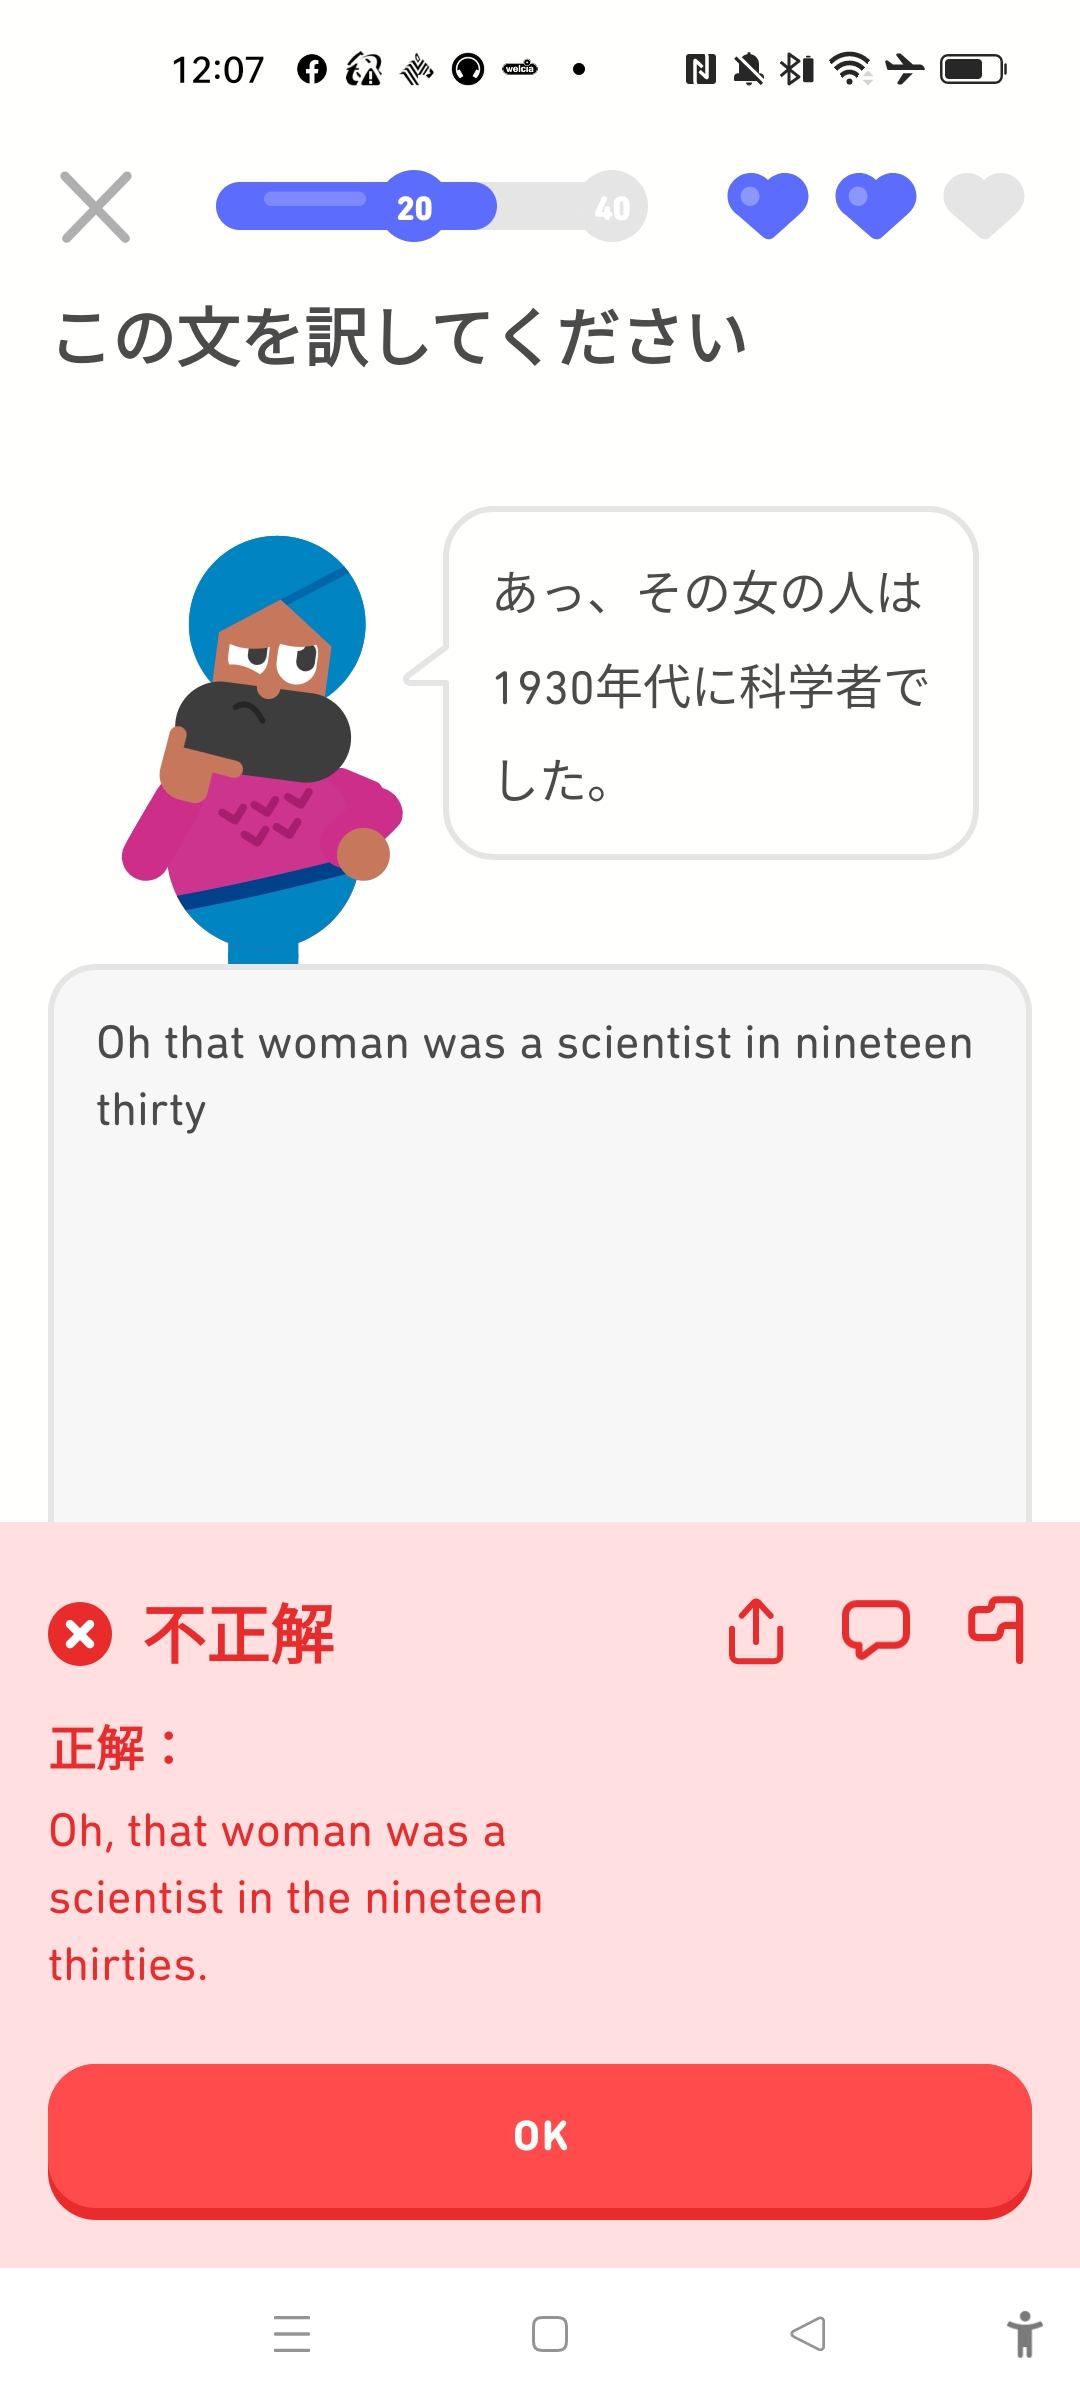 12:07
welcia
20
40
この文を訳してください
あっ、その女の人は
1930年代に科学者で
した。
Oh that woman was a scientist in nineteen
thirty
不正解
正解：
Oh, that woman was a
scientist in the nineteen
thirties.
OK